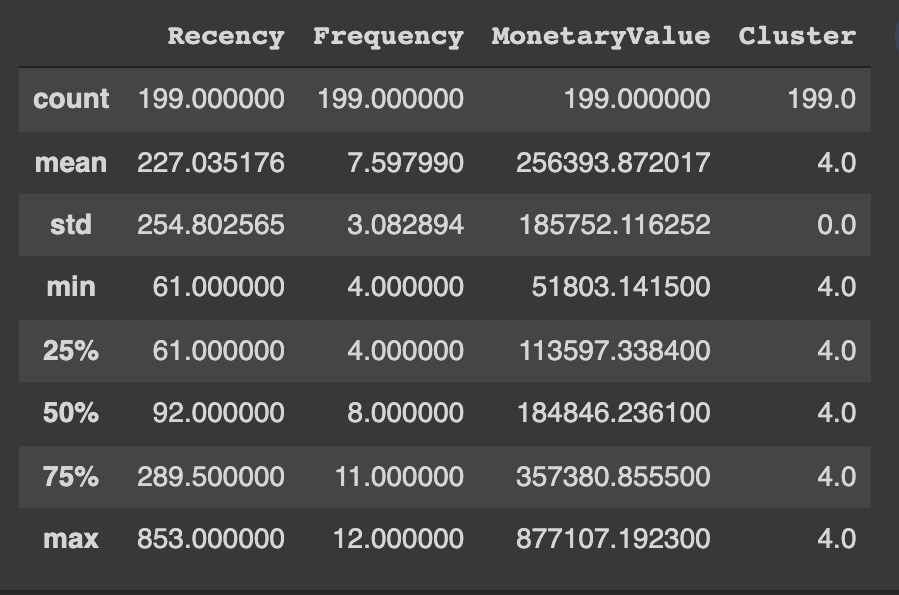 Recency Frequency MonetaryValue Cluster
count 199.000000 199.000000 199.000000 199.0
mean 227.035176 7.597990 256393.872017 4.0
std 254.802565 3.082894 185752.116252 0.0
min 61.000000 4.000000 51803.141500 4.0
25% 61.000000 4.000000 113597.338400 4.0
50% 92.000000 8.000000 184846.236100 4.0
75% 289.500000 11.000000 357380.855500 4.0
max 853.000000 12.000000 877107.192300 4.0